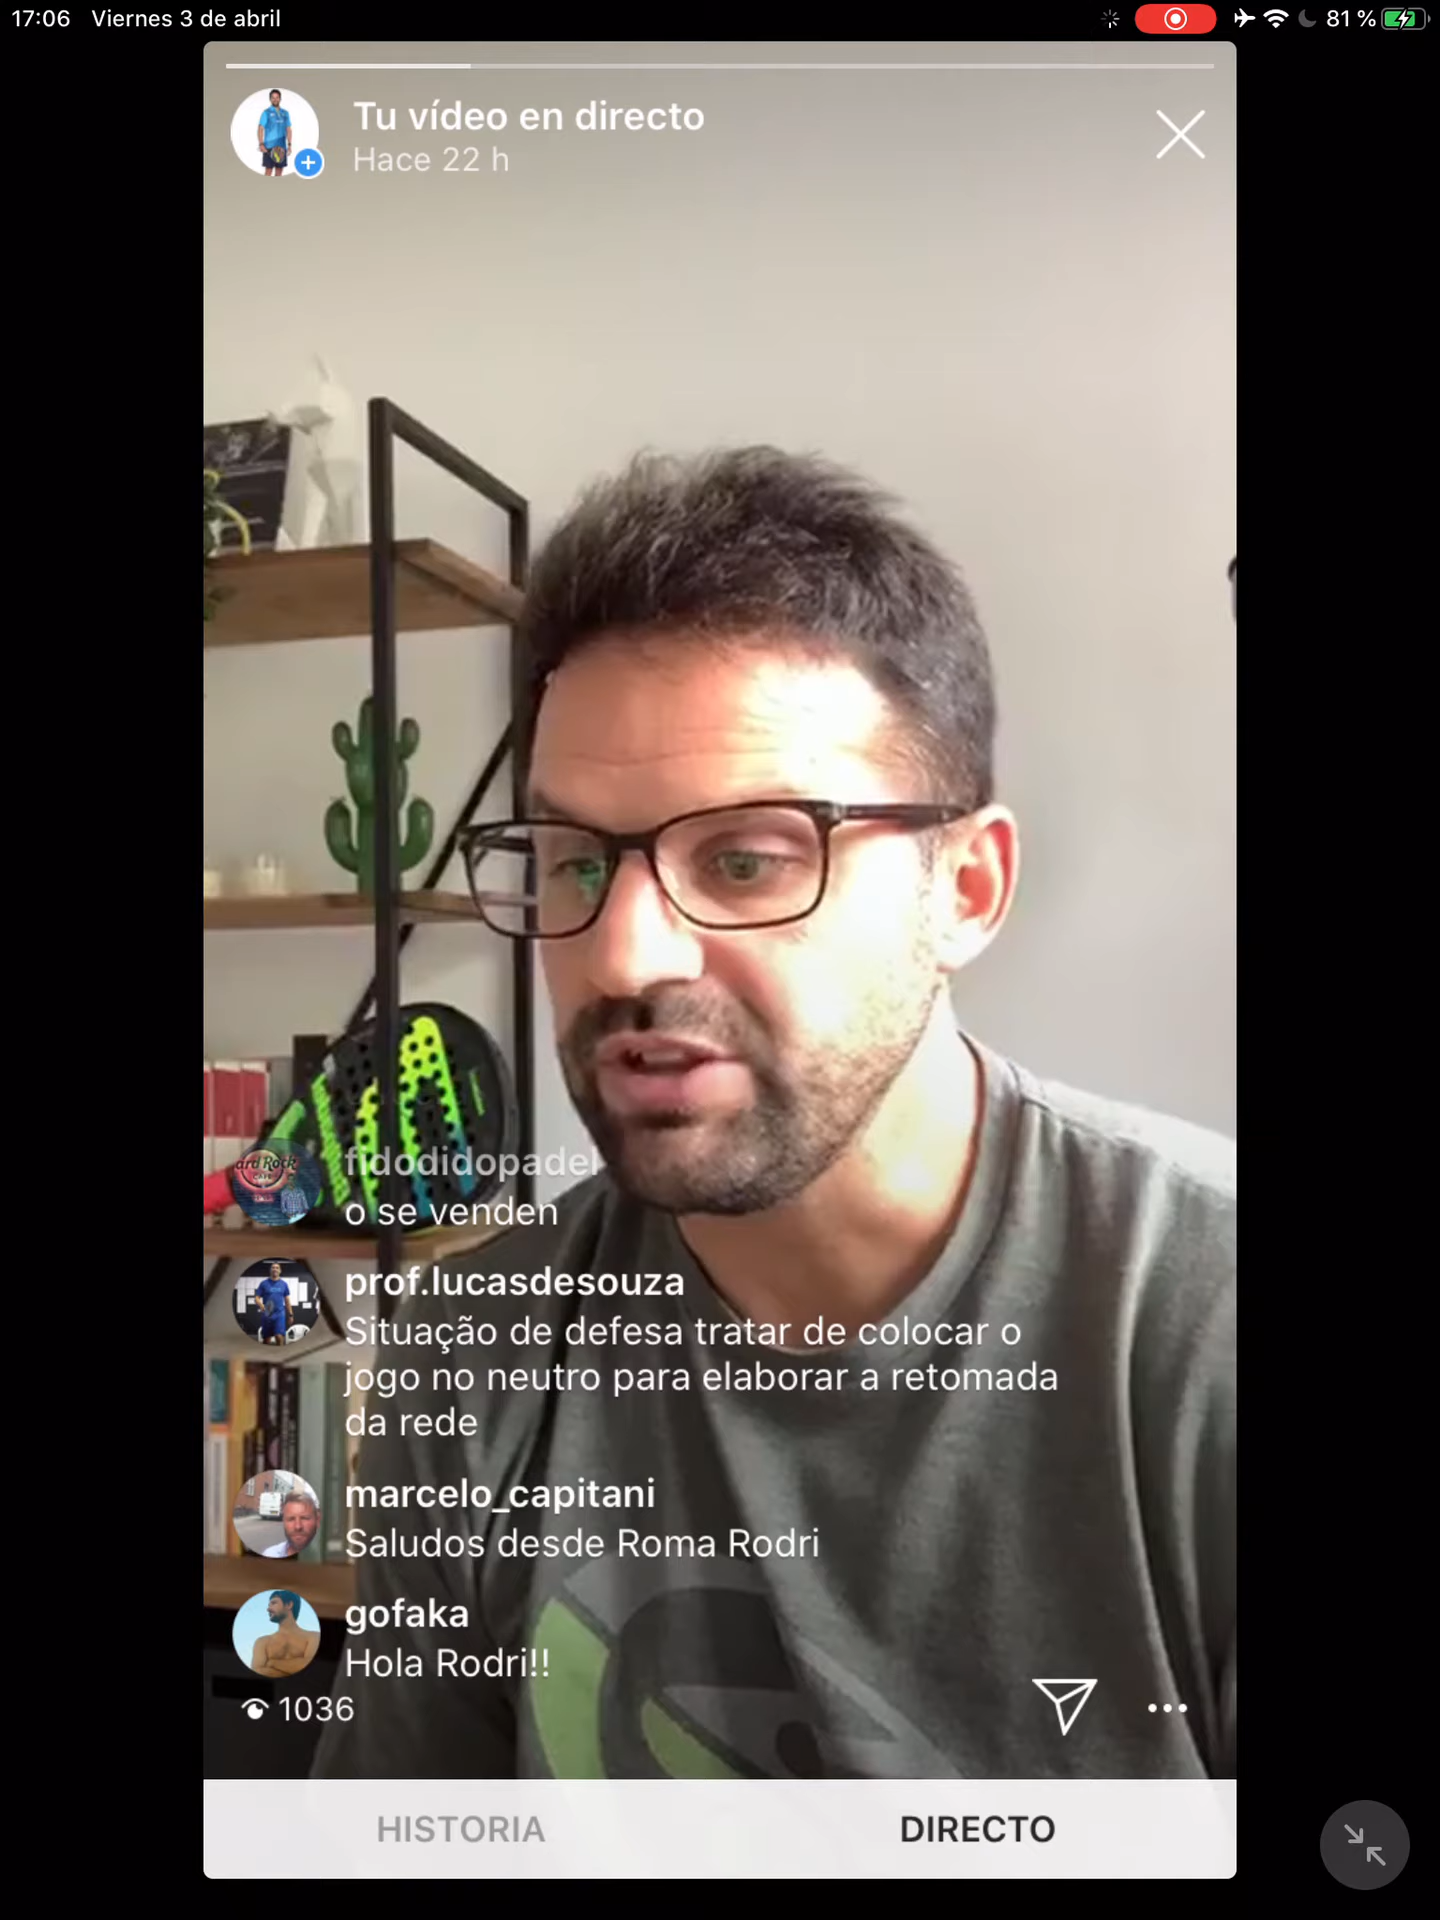 17:06 Viernes 3 de abril
81 %
Tu vídeo en directo
Hace 22 h
fidodidopadel
o se venden
prof.lucasdesouza
Situação de defesa tratar de colocar o
jogo no neutro para elaborar a retomada
da rede
marcelo_capitani
Saludos desde Roma Rodri
gofaka
Hola Rodri!!
1036
HISTORIA
DIRECTO